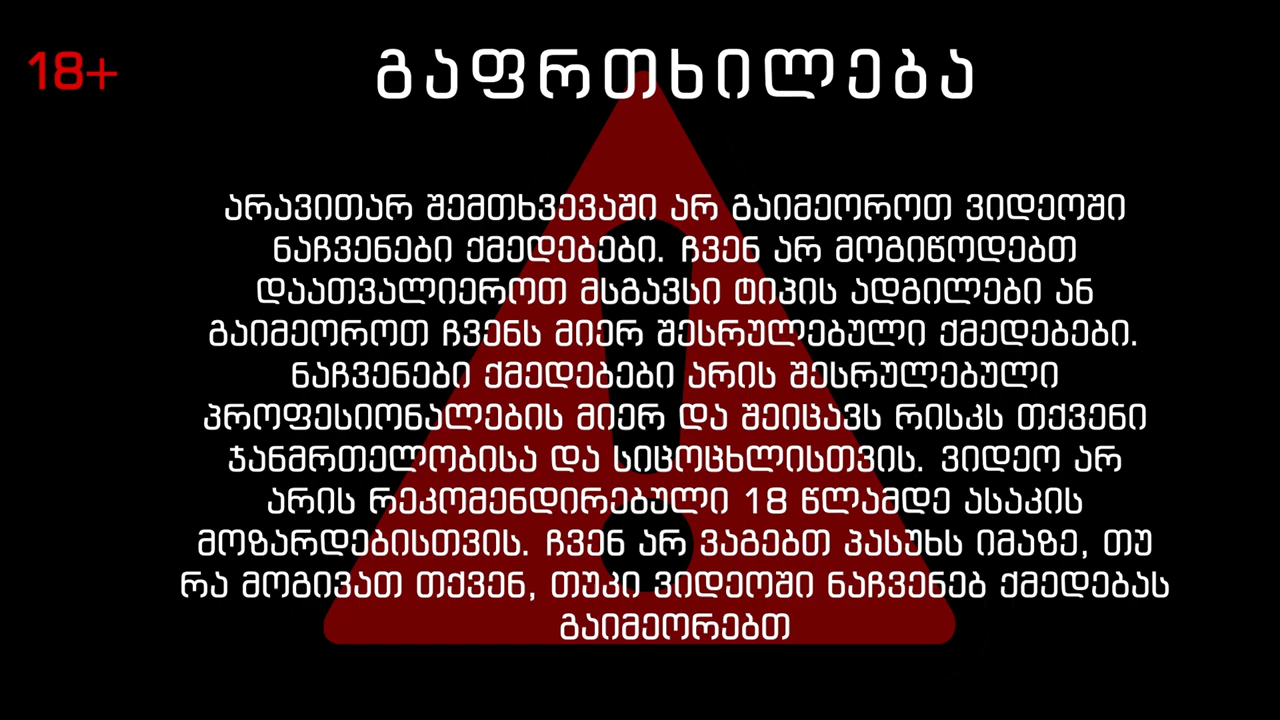 18+
გაფრთხილება
არავითარ შემთხვევაში არ გაიმეოროთ ვიდეოში
ნაჩვენები ქმედებები. ჩვენ არ მოგიწოდებთ
დაათვალიეროთ მსგავსი ტიპის ადგილები ან
გაიმეოროთ ჩვენს მიერ შესრულებული ქმედებები.
ნაჩვენები ქმედებები არის შესრულებული
პროფესიონალების მიერ და შეიცავს რისკს თქვენი
ჯანმრთელობისა და სიცოცხლისთვის. ვიდეო არ
არის რეკომენდირებული 18 წლამდე ასაკის
მოზარდებისთვის. ჩვენ არ ვაგებთ პასუხს იმაზე, თუ
რა მოგივათ თქვენ, თუკი ვიდეოში ნაჩვენებ ქმედებას
გაიმეორებთ